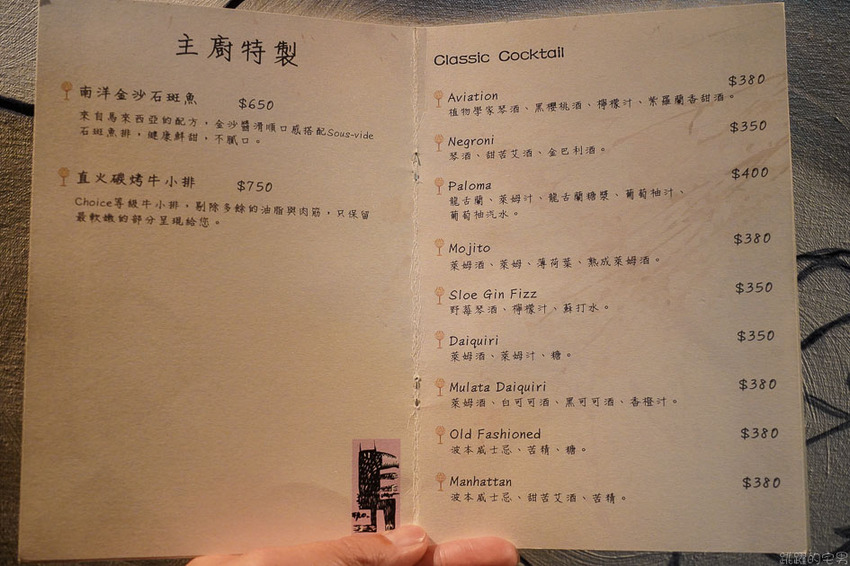 主廚特製
南洋金沙石斑魚 $650
來自馬來西亞的配方，金沙醬滑順口感搭配Sous-vide
石斑魚排，健康鮮甜，不膩口。
直火碳烤牛小排 $750
Choice等級牛小排，剔除多餘的油脂與肉筋，只保留
最軟嫩的部分呈現給您。
Classic Cocktail
Aviation $380
植物學家琴酒、黑櫻桃酒、檸檬汁、紫羅蘭香甜酒。
Negroni $350
琴酒、甜苦艾酒、金巴利酒。
Paloma $400
龍舌蘭、萊姆汁、龍舌蘭糖漿、葡萄柚汁、
葡萄柚汽水。
Mojito $380
萊姆酒、萊姆、薄荷葉、熟成萊姆酒。
Sloe Gin Fizz $350
野莓琴酒、檸檬汁、蘇打水。
Daiquiri $350
萊姆酒、萊姆汁、糖。
Mulata Daiquiri $380
萊姆酒、白可可酒、黑可可酒、香橙汁。
Old Fashioned $380
波本威士忌、苦精、糖。
Manhattan $380
波本威士忌、甜苦艾酒、苦精。
跳躍的宅男